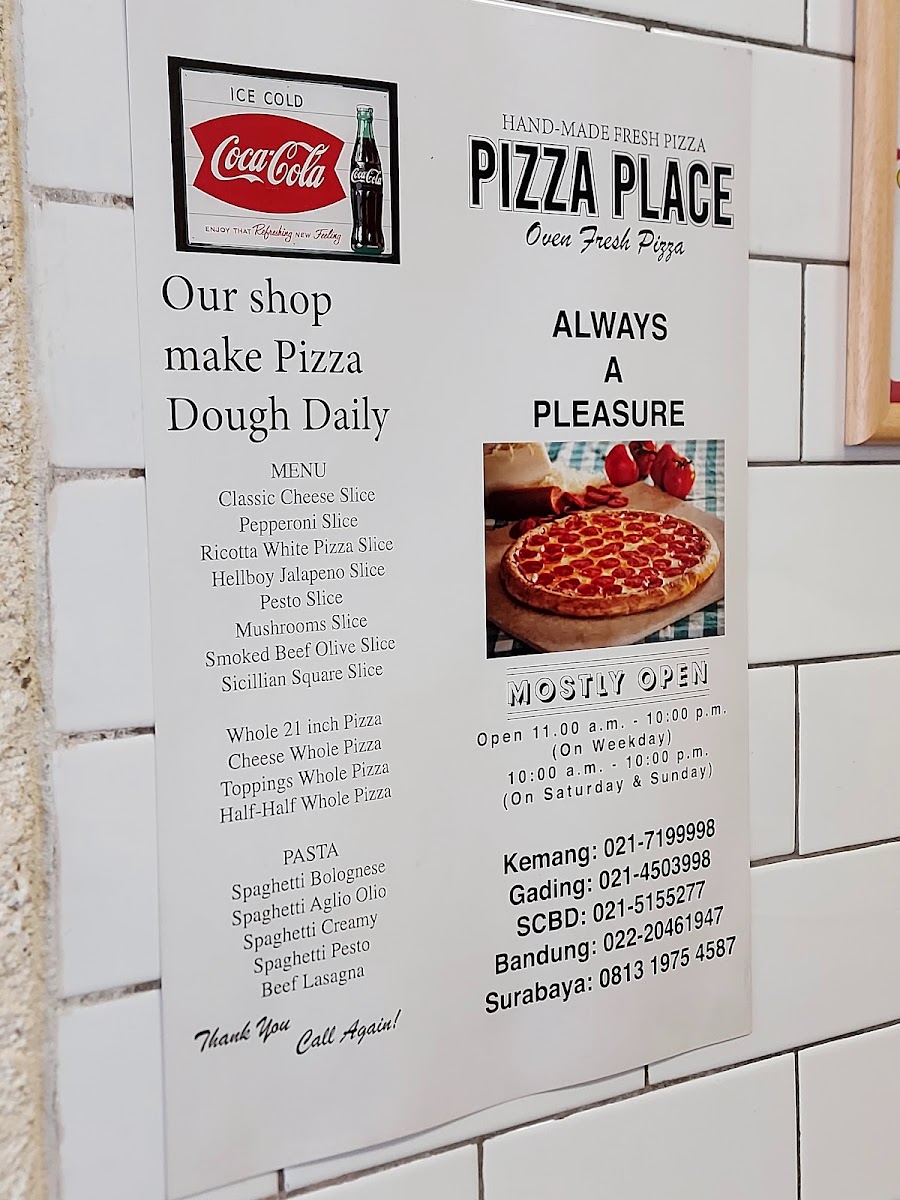 ICE COLD
Coca-Cola
Coca-Cola
ENJOY THAT Refreshing NEW Feeling
Our shop
make Pizza
Dough Daily
MENU
Classic Cheese Slice
Pepperoni Slice
Ricotta White Pizza Slice
Hellboy Jalapeno Slice
Pesto Slice
Mushrooms Slice
Smoked Beef Olive Slice
Sicillian Square Slice
Whole 21 inch Pizza
Cheese Whole Pizza
Toppings Whole Pizza
Half-Half Whole Pizza
PASTA
Spaghetti Bolognese
Spaghetti Aglio Olio
Spaghetti Creamy
Spaghetti Pesto
Beef Lasagna
Thank You Call Again!
HAND-MADE FRESH PIZZA
PIZZA PLACE
Oven Fresh Pizza
ALWAYS
A
PLEASURE
MOSTLY OPEN
Open 11.00 a.m. - 10:00 p.m.
(On Weekday)
10:00 a.m. - 10:00 p.m.
(On Saturday & Sunday)
Kemang: 021-7199998
Gading: 021-4503998
SCBD: 021-5155277
Bandung: 022-20461947
Surabaya: 0813 1975 4587